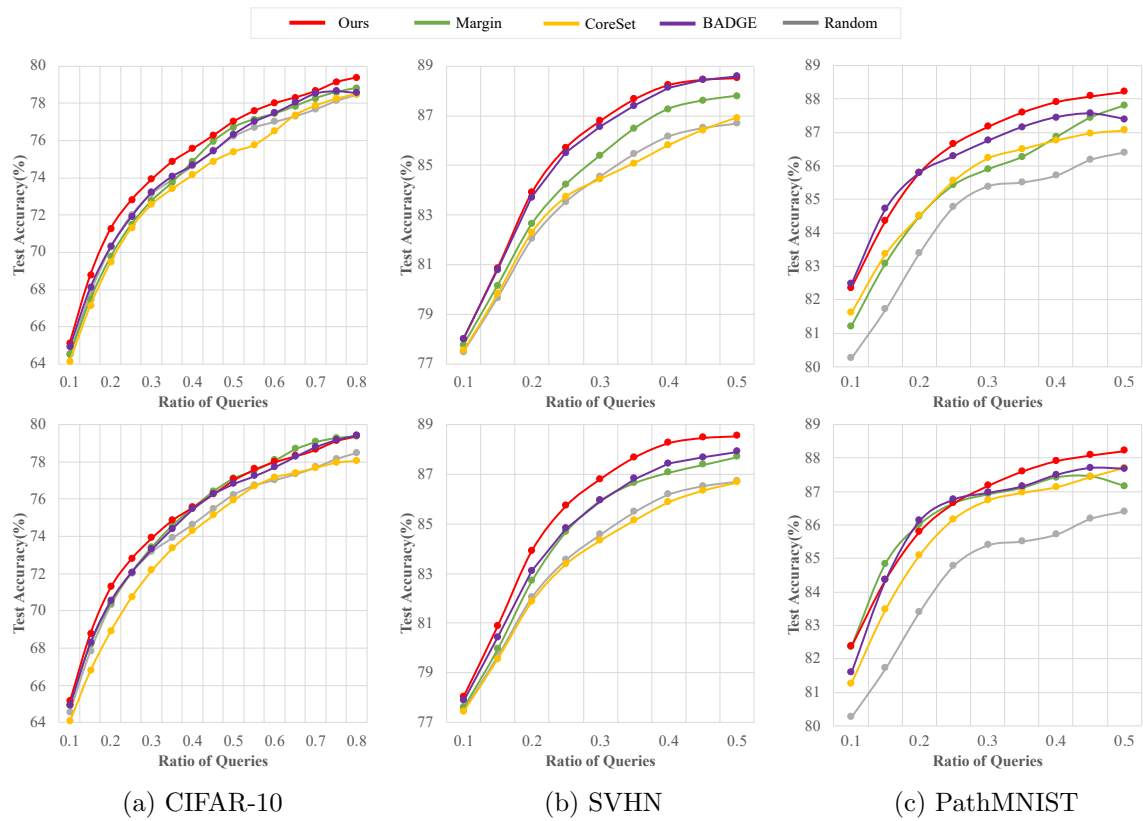 Ours Margin CoreSet BADGE Random
Test Accuracy(%)
80
78
76
74
72
70
68
66
64
0.1 0.2 0.3 0.4 0.5 0.6 0.7 0.8
Ratio of Queries
Test Accuracy(%)
89
87
85
83
81
79
77
0.1 0.2 0.3 0.4 0.5
Ratio of Queries
Test Accuracy(%)
89
88
87
86
85
84
83
82
81
80
0.1 0.2 0.3 0.4 0.5
Ratio of Queries
Test Accuracy(%)
80
78
76
74
72
70
68
66
64
0.1 0.2 0.3 0.4 0.5 0.6 0.7 0.8
Ratio of Queries
Test Accuracy(%)
89
87
85
83
81
79
77
0.1 0.2 0.3 0.4 0.5
Ratio of Queries
Test Accuracy(%)
89
88
87
86
85
84
83
82
81
80
0.1 0.2 0.3 0.4 0.5
Ratio of Queries
(a) CIFAR-10 (b) SVHN (c) PathMNIST